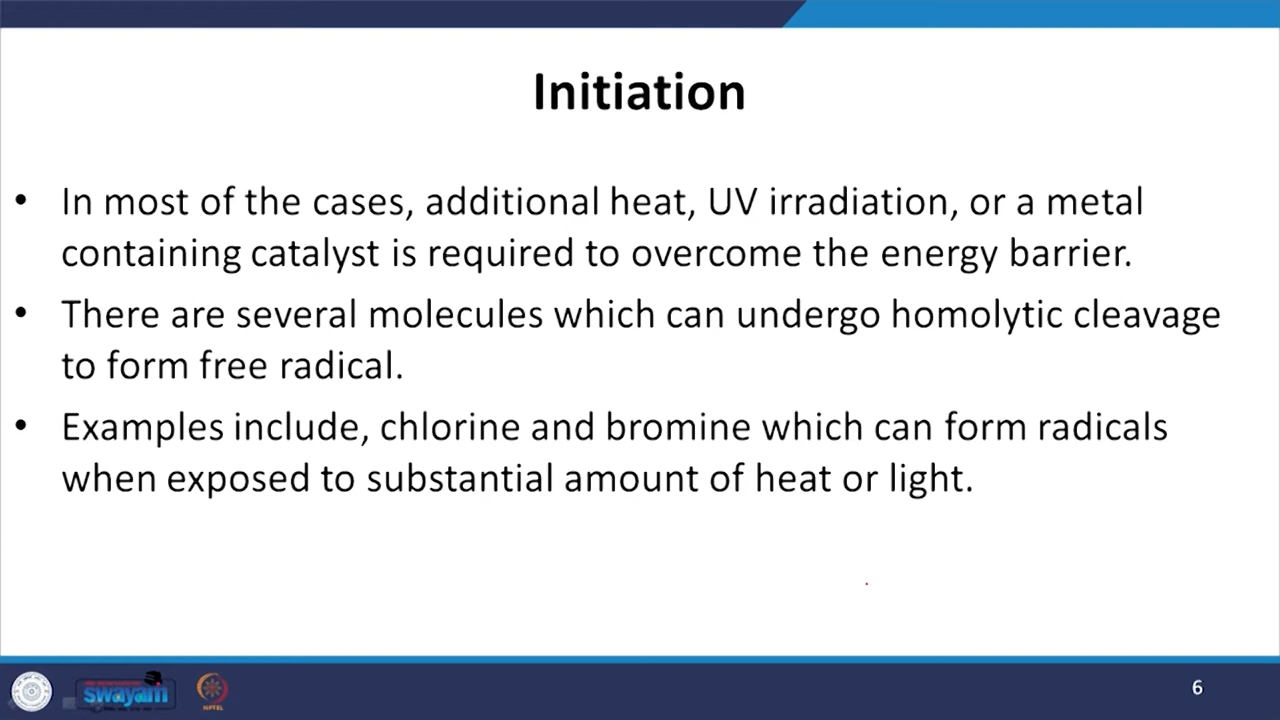 Initiation
• In most of the cases, additional heat, UV irradiation, or a metal
containing catalyst is required to overcome the energy barrier.
• There are several molecules which can undergo homolytic cleavage
to form free radical.
• Examples include, chlorine and bromine which can form radicals
when exposed to substantial amount of heat or light.
swayam
NPTEL
6